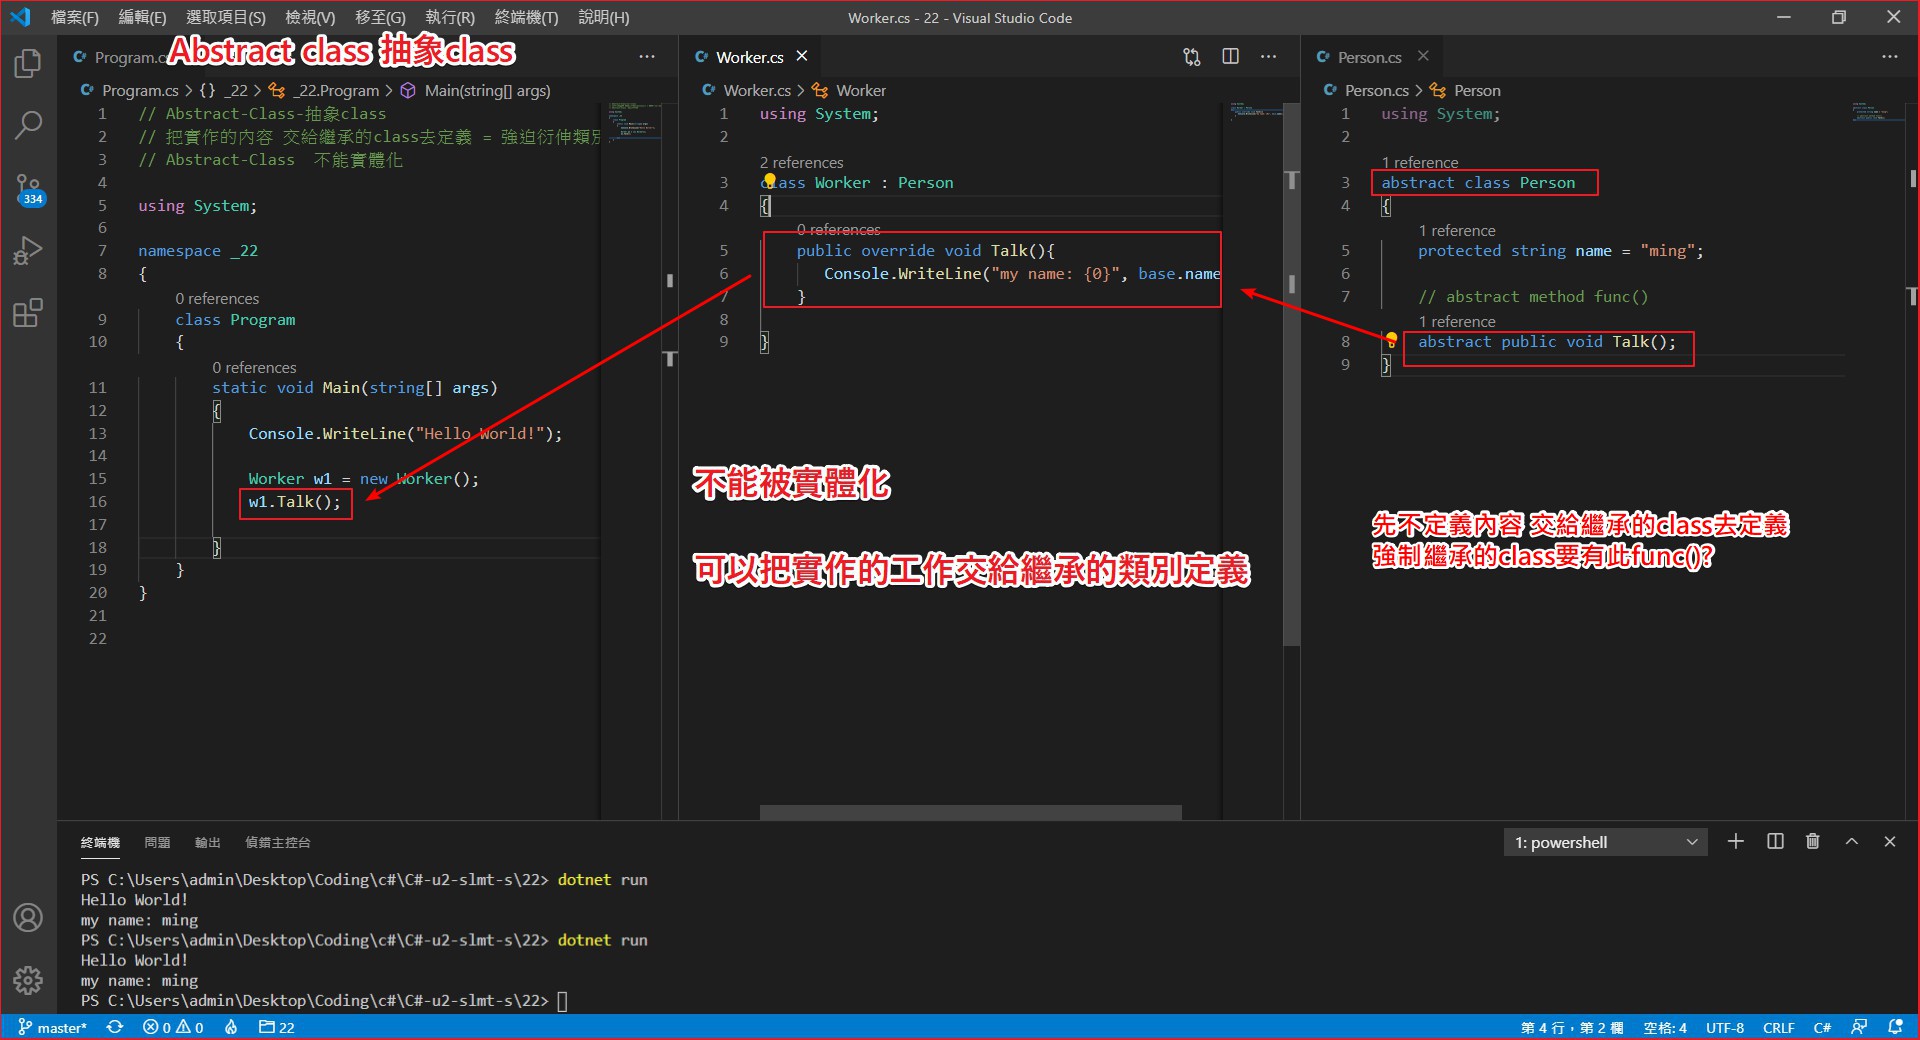 檔案(F) 編輯(E) 選取項目(S) 檢視(V) 移至(G) 執行(R) 終端機(T) 說明(H)
Worker.cs - 22 - Visual Studio Code
Program.c
Abstract class 抽象class
Program.cs > {} _22 > _22.Program > Main(string[] args)
1 // Abstract-Class-抽象class
2 // 把實作的內容 交給繼承的class去定義 = 強迫衍伸類別
3 // Abstract-Class 不能實體化
4
5 using System;
6
7 namespace _22
8 {
0 references
9 class Program
10 {
0 references
11 static void Main(string[] args)
12 {
13 Console.WriteLine("Hello World!");
14
15 Worker w1 = new Worker();
16 w1.Talk();
17
18 }
19 }
20 }
21
22
Worker.cs
Worker.cs > Worker
1 using System;
2
2 references
3 class Worker : Person
4 {
0 references
5 public override void Talk(){
6 Console.WriteLine("my name: {0}", base.name
7 }
8
9 }
不能被實體化
可以把實作的工作交給繼承的類別定義
Person.cs
Person.cs > Person
1 using System;
2
1 reference
3 abstract class Person
4 {
1 reference
5 protected string name = "ming";
6
7 // abstract method func()
1 reference
8 abstract public void Talk();
9 }
先不定義內容 交給繼承的class去定義
強制繼承的class要有此func()?
334
終端機 問題 輸出 偵錯主控台
1: powershell
PS C:\Users\admin\Desktop\Coding\c#\C#-u2-slmt-s\22> dotnet run
Hello World!
my name: ming
PS C:\Users\admin\Desktop\Coding\c#\C#-u2-slmt-s\22> dotnet run
Hello World!
my name: ming
PS C:\Users\admin\Desktop\Coding\c#\C#-u2-slmt-s\22>
master* 0 0 22
第 4 行，第 2 欄 空格: 4 UTF-8 CRLF C#